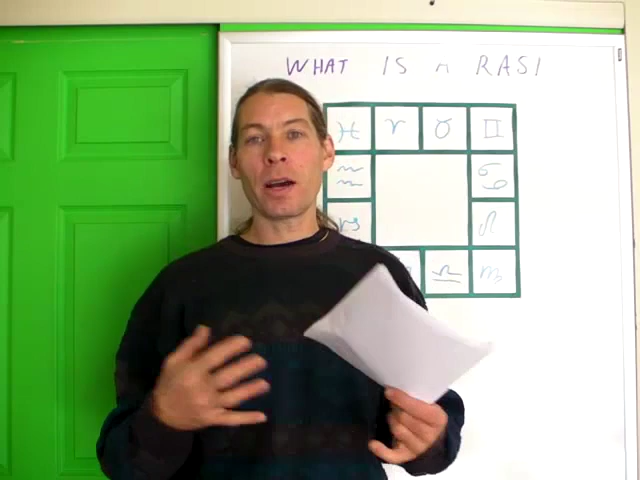 WHAT IS A RASI
♓ ♈ ♉ ♊
♒ ♋
♑ ♌
♎ ♍